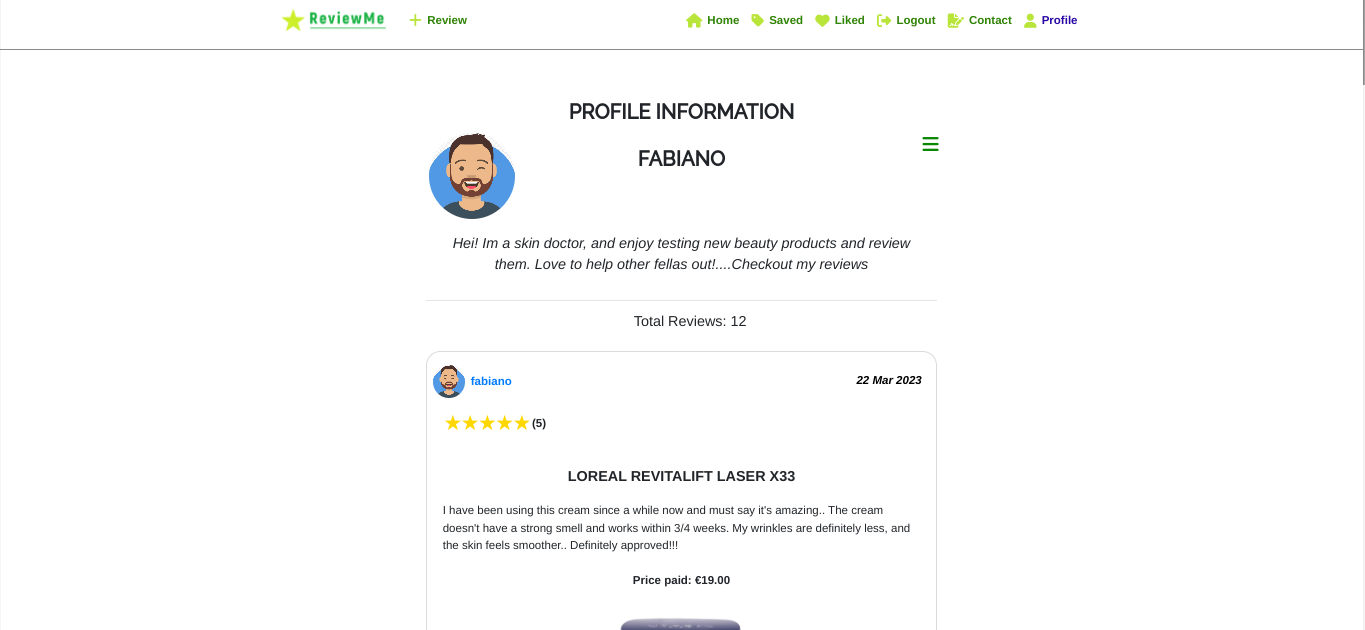 ReviewMe Review Home Saved Liked Logout Contact Profile
PROFILE INFORMATION
FABIANO
Hei! Im a skin doctor, and enjoy testing new beauty products and review
them. Love to help other fellas out!....Checkout my reviews
Total Reviews: 12
fabiano 22 Mar 2023
(5)
LOREAL REVITALIFT LASER X33
I have been using this cream since a while now and must say it's amazing.. The cream
doesn't have a strong smell and works within 3/4 weeks. My wrinkles are definitely less, and
the skin feels smoother.. Definitely approved!!!
Price paid: €19.00